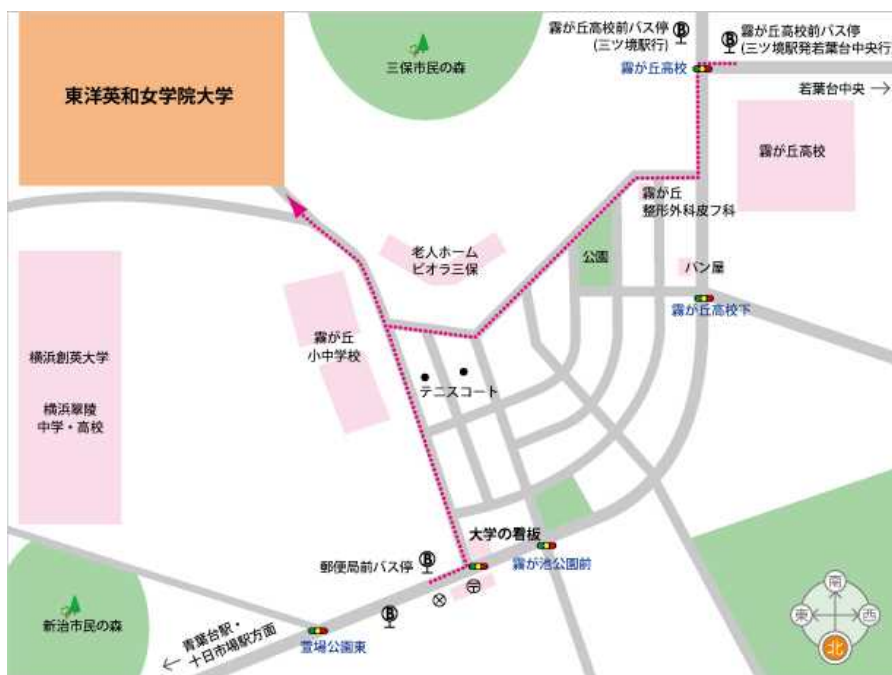 霧が丘高校前バス停
(三ツ境駅行)
霧が丘高校前バス停
(三ツ境駅発若葉台中央行
三保市民の森
霧が丘高校
若葉台中央 →
東洋英和女学院大学
霧が丘高校
霧が丘
整形外科皮フ科
老人ホーム
ビオラ三保
公園
パン屋
霧が丘高校下
霧が丘
小中学校
横浜創英大学
横浜翠陵
中学・高校
テニスコート
大学の看板
郵便局前バス停
霧が池公園前
新治市民の森
青葉台駅・
← 十日市場駅方面
萱場公園東
南
東
西
北
B
B
B
B